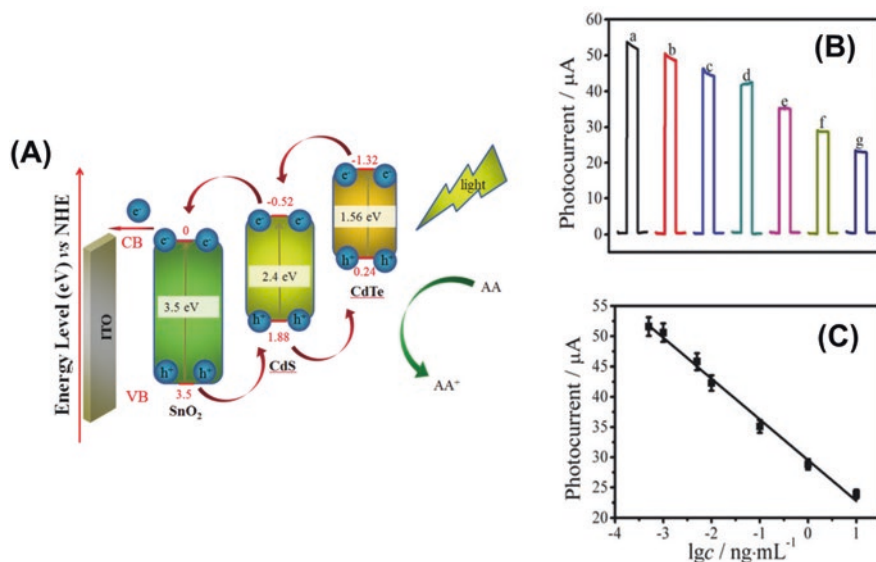 (A)
Energy Level (eV) vs NHE
ITO
e⁻
CB
VB
0
e⁻ e⁻
3.5 eV
h⁺ h⁺
3.5
SnO₂
-0.52
e⁻ e⁻
2.4 eV
h⁺ h⁺
1.88
CdS
-1.32
e⁻ e⁻
1.56 eV
h⁺ h⁺
0.24
CdTe
light
AA
AA⁺
(B)
Photocurrent / μA
60
50
40
30
20
10
0
a b c d e f g
(C)
Photocurrent / μA
55
50
45
40
35
30
25
20
-4 -3 -2 -1 0 1
lgc / ng·mL⁻¹